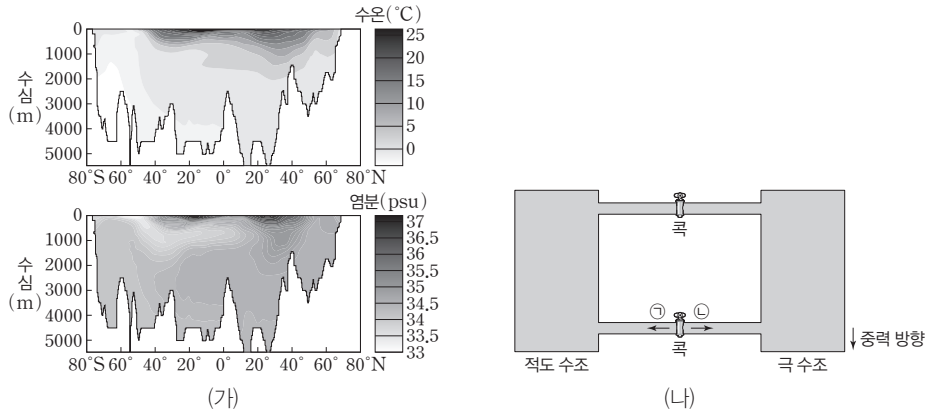 수온(°C)
0
1000
2000
3000
4000
5000
수심
(m)
25
20
15
10
5
0
80°S 60° 40° 20° 0° 20° 40° 60° 80°N
염분(psu)
0
1000
2000
3000
4000
5000
수심
(m)
37
36.5
36
35.5
35
34.5
34
33.5
33
80°S 60° 40° 20° 0° 20° 40° 60° 80°N
(가)
콕
㉠ ㉡
콕
중력 방향
적도 수조
극 수조
(나)